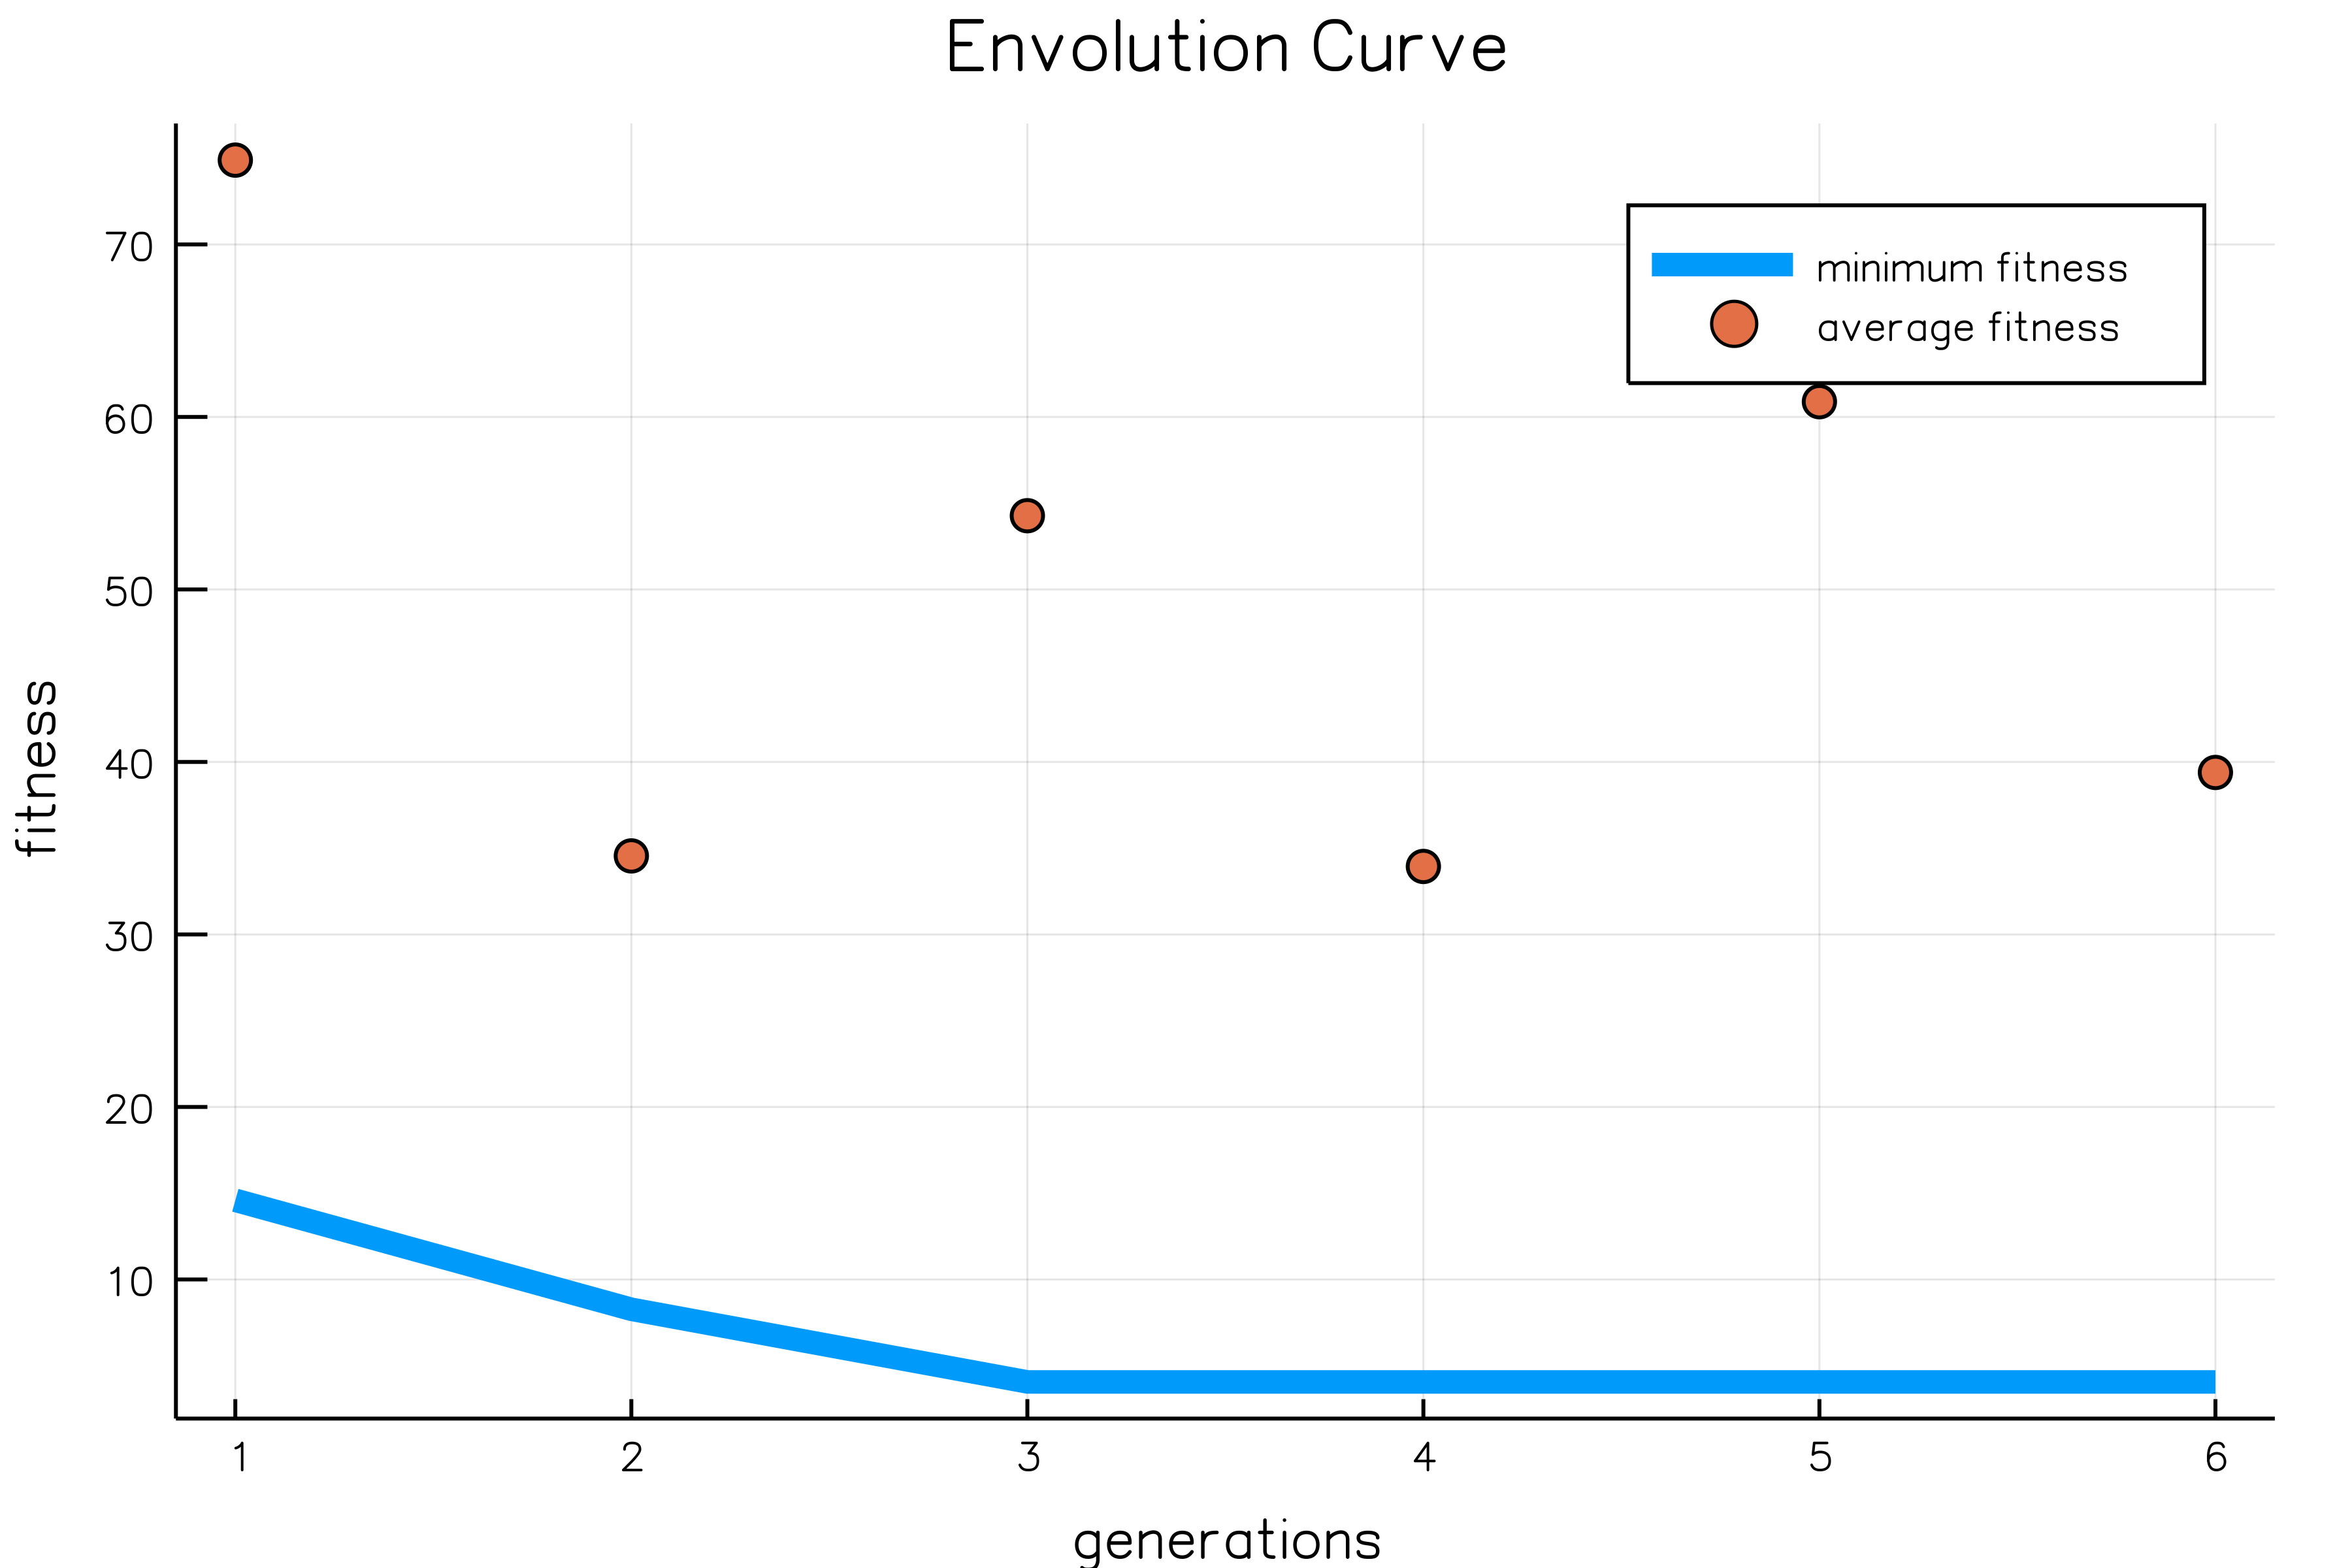 Envolution Curve
minimum fitness
average fitness
fitness
70
60
50
40
30
20
10
1 2 3 4 5 6
generations